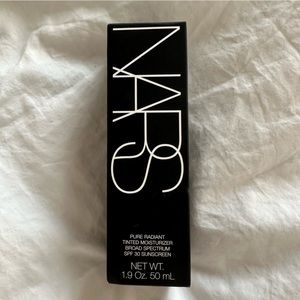 NARS
PURE RADIANT
TINTED MOISTURIZER
BROAD SPECTRUM
SPF 30 SUNSCREEN
NET WT.
1.9 Oz. 50 mL